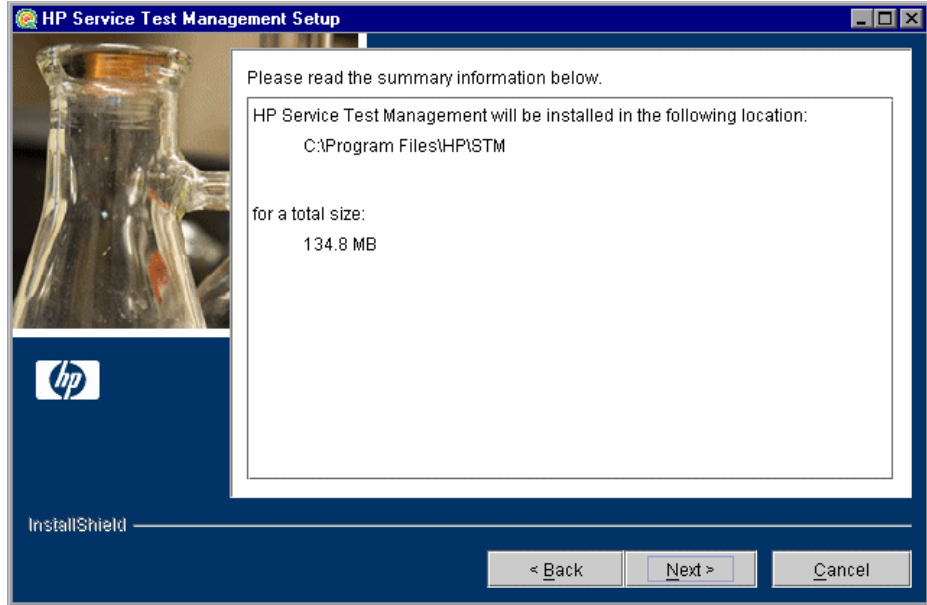 HP Service Test Management Setup
Please read the summary information below.
HP Service Test Management will be installed in the following location:
C:\Program Files\HP\STM
for a total size:
134.8 MB
hp
InstallShield
< Back
Next >
Cancel